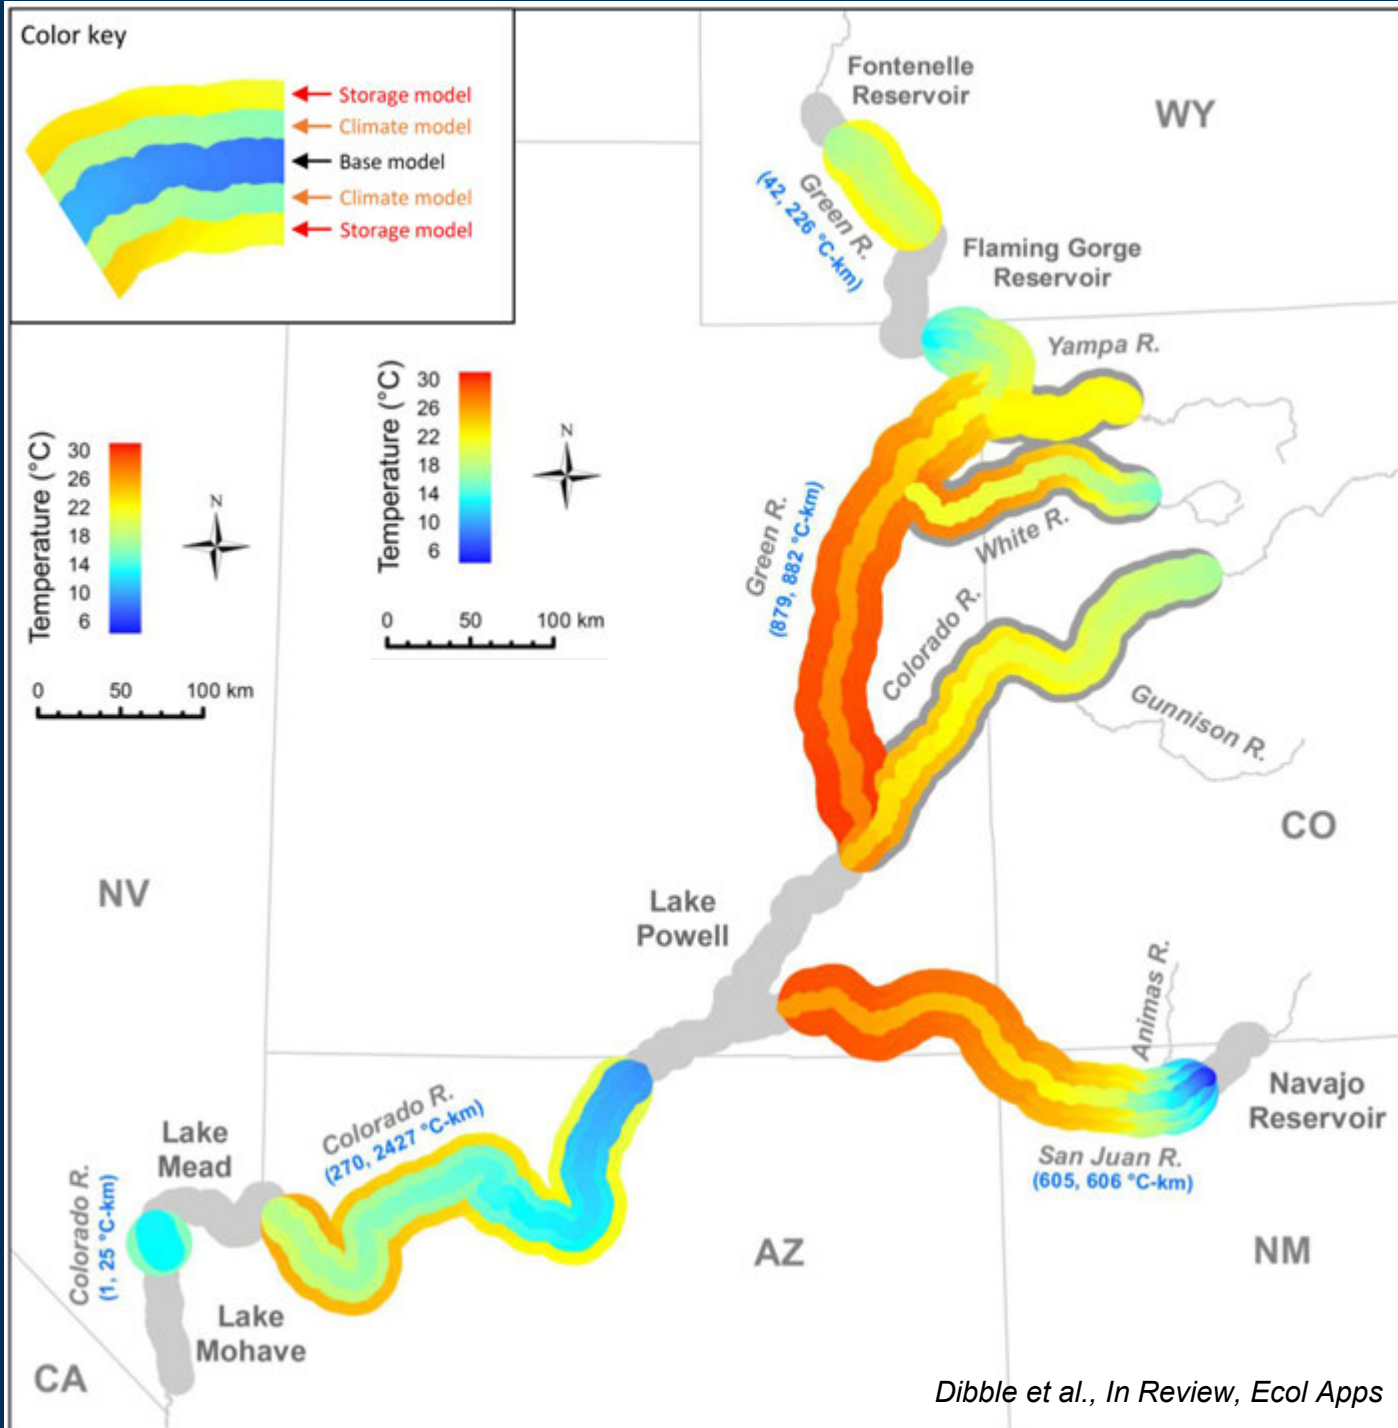 Color key
Storage model
Climate model
Base model
Climate model
Storage model
Fontenelle
Reservoir
WY
Green R.
(42, 226 °C-km)
Flaming Gorge
Reservoir
Yampa R.
Temperature (°C)
30
26
22
18
14
10
6
N
0 50 100 km
Temperature (°C)
30
26
22
18
14
10
6
N
0 50 100 km
Green R.
(879, 882 °C-km)
White R.
Colorado R.
Gunnison R.
CO
NV
Lake
Powell
Animas R.
Navajo
Reservoir
San Juan R.
(605, 606 °C-km)
Colorado R.
(270, 2427 °C-km)
Lake
Mead
Colorado R.
(1, 25 °C-km)
AZ
NM
Lake
Mohave
CA
Dibble et al., In Review, Ecol Apps